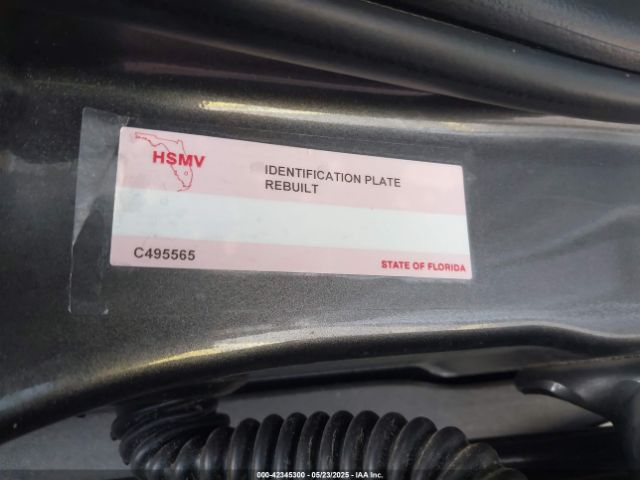 HSMV
IDENTIFICATION PLATE
REBUILT
C495565
STATE OF FLORIDA
000-42345300 - 05/23/2025 - © IAA Inc.